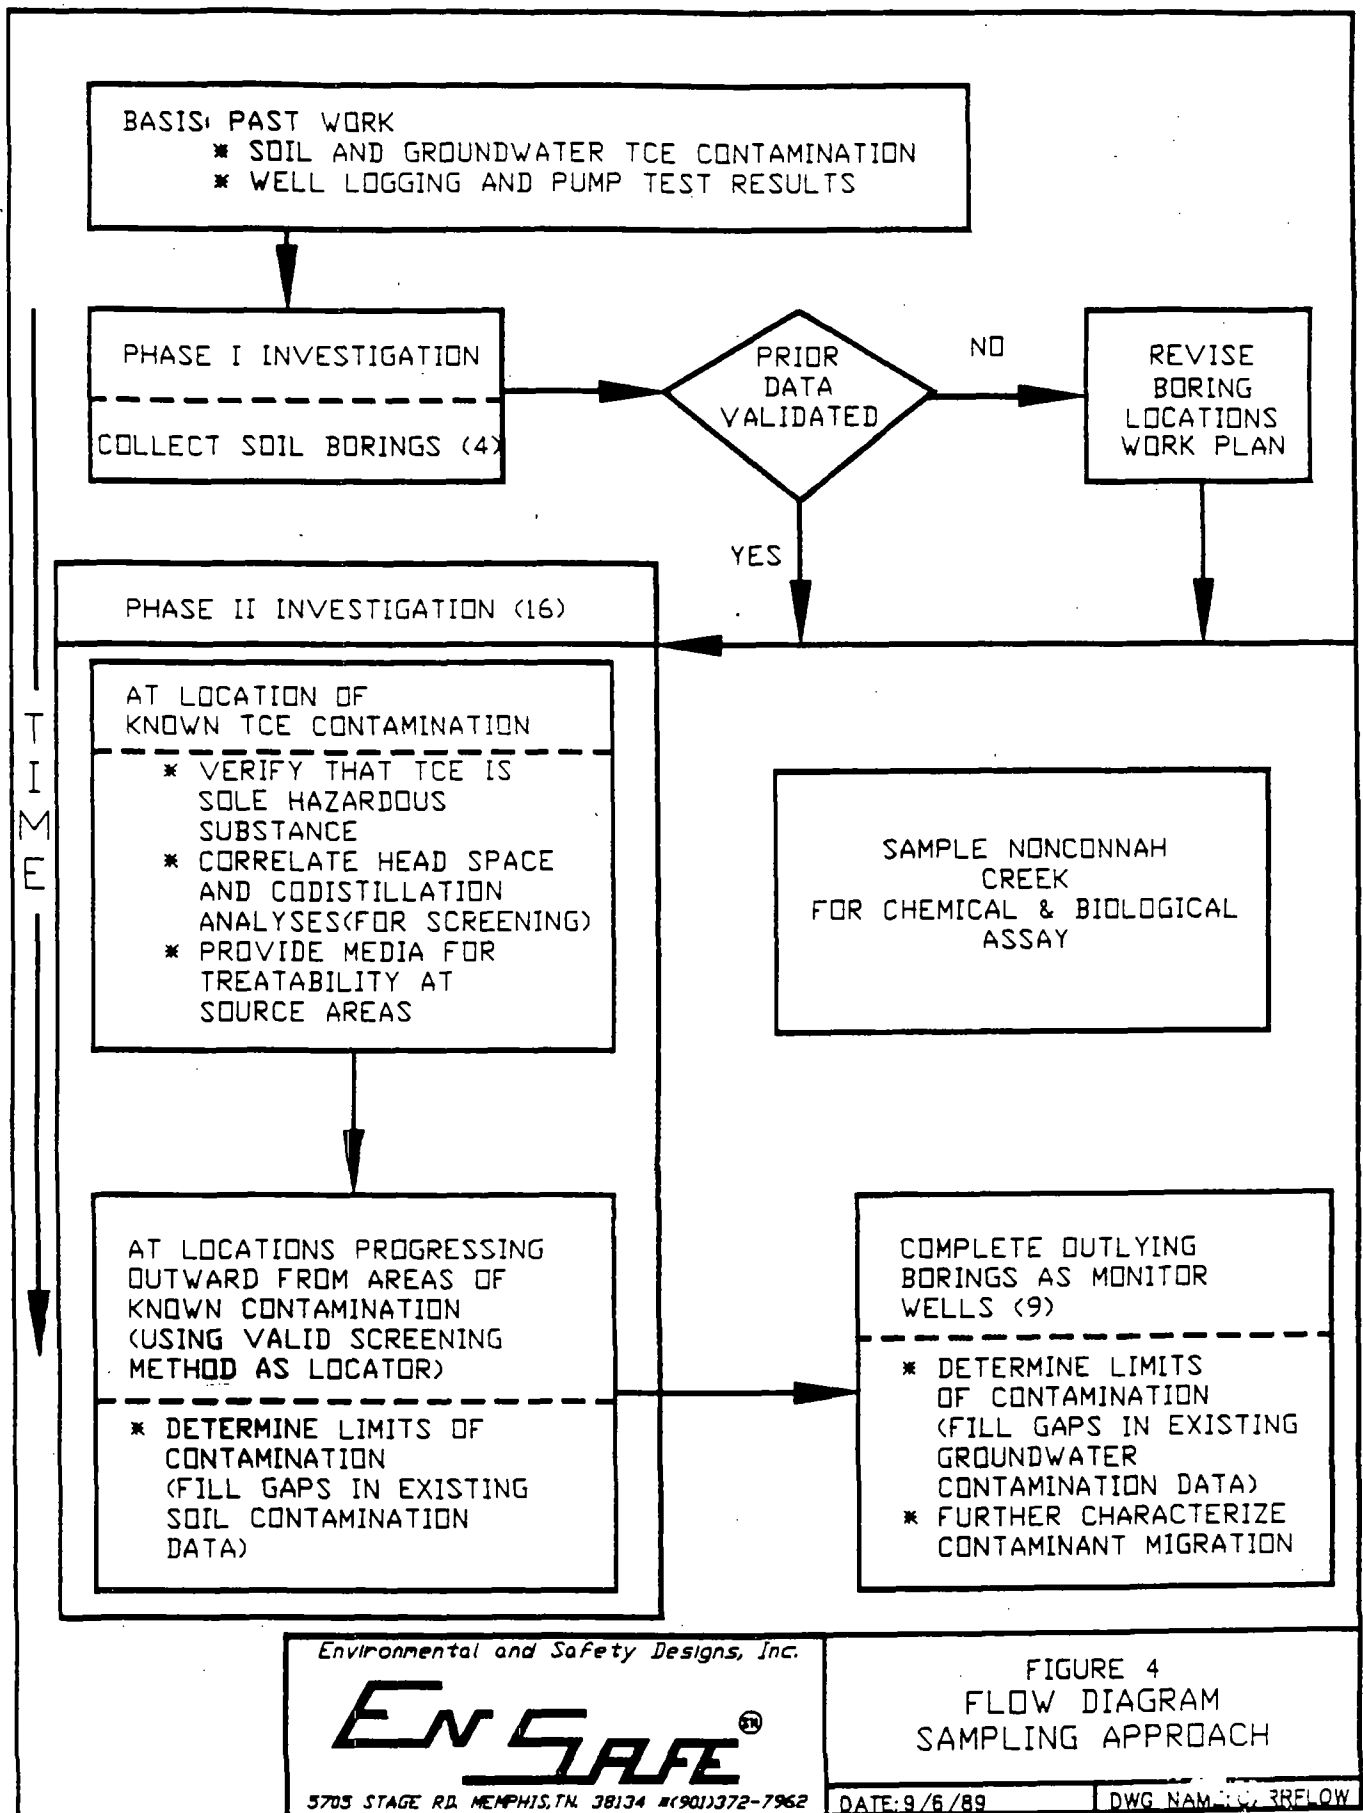 BASIS: PAST WORK
* SOIL AND GROUNDWATER TCE CONTAMINATION
* WELL LOGGING AND PUMP TEST RESULTS
PHASE I INVESTIGATION
COLLECT SOIL BORINGS (4)
PRIOR
DATA
VALIDATED
NO
REVISE
BORING
LOCATIONS
WORK PLAN
YES
TIME
PHASE II INVESTIGATION (16)
AT LOCATION OF
KNOWN TCE CONTAMINATION
* VERIFY THAT TCE IS
SOLE HAZARDOUS
SUBSTANCE
* CORRELATE HEAD SPACE
AND CODISTILLATION
ANALYSES(FOR SCREENING)
* PROVIDE MEDIA FOR
TREATABILITY AT
SOURCE AREAS
SAMPLE NONCONNAH
CREEK
FOR CHEMICAL & BIOLOGICAL
ASSAY
AT LOCATIONS PROGRESSING
OUTWARD FROM AREAS OF
KNOWN CONTAMINATION
(USING VALID SCREENING
METHOD AS LOCATOR)
* DETERMINE LIMITS OF
CONTAMINATION
(FILL GAPS IN EXISTING
SOIL CONTAMINATION
DATA)
COMPLETE OUTLYING
BORINGS AS MONITOR
WELLS (9)
* DETERMINE LIMITS
OF CONTAMINATION
(FILL GAPS IN EXISTING
GROUNDWATER
CONTAMINATION DATA)
* FURTHER CHARACTERIZE
CONTAMINANT MIGRATION
Environmental and Safety Designs, Inc.
EnSafe
5705 STAGE RD. MEMPHIS, TN. 38134 #(901)372-7962
FIGURE 4
FLOW DIAGRAM
SAMPLING APPROACH
DATE: 9/6/89
DWG